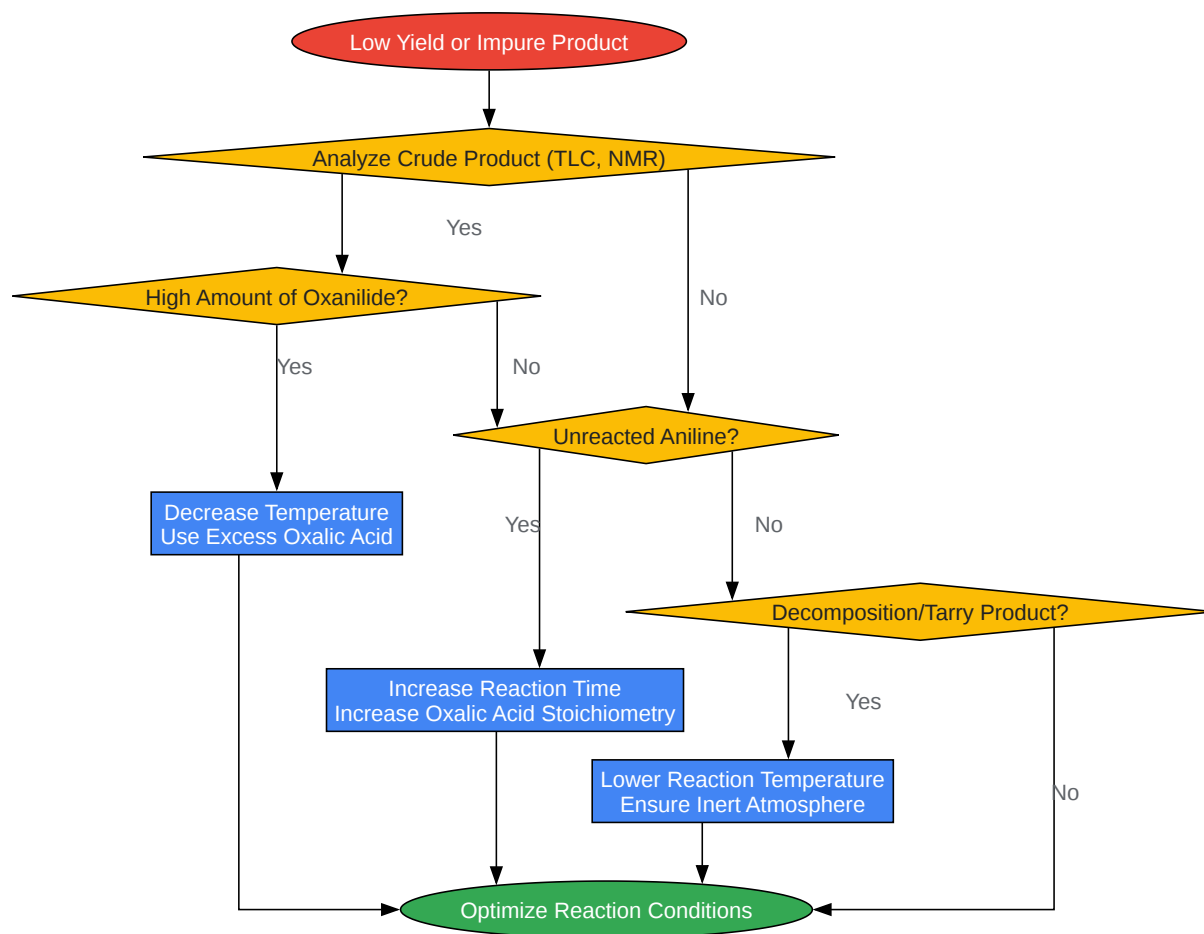 Low Yield or Impure Product
Analyze Crude Product (TLC, NMR)
Yes
High Amount of Oxanilide?
No
Yes
No
Unreacted Aniline?
Decrease Temperature
Use Excess Oxalic Acid
Yes
No
Decomposition/Tarry Product?
Increase Reaction Time
Increase Oxalic Acid Stoichiometry
Yes
Lower Reaction Temperature
Ensure Inert Atmosphere
No
Optimize Reaction Conditions